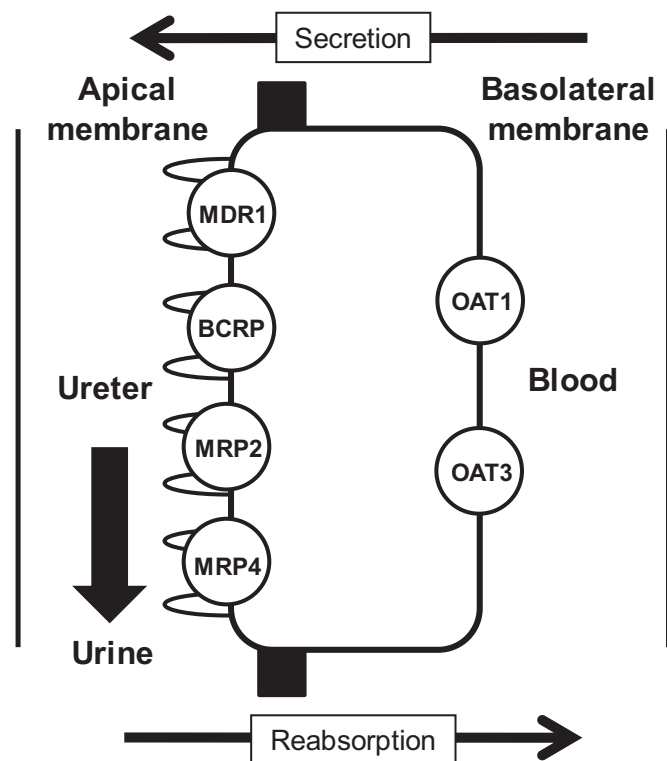 Secretion
Apical
membrane
Basolateral
membrane
MDR1
OAT1
BCRP
Ureter
Blood
MRP2
OAT3
MRP4
Urine
Reabsorption